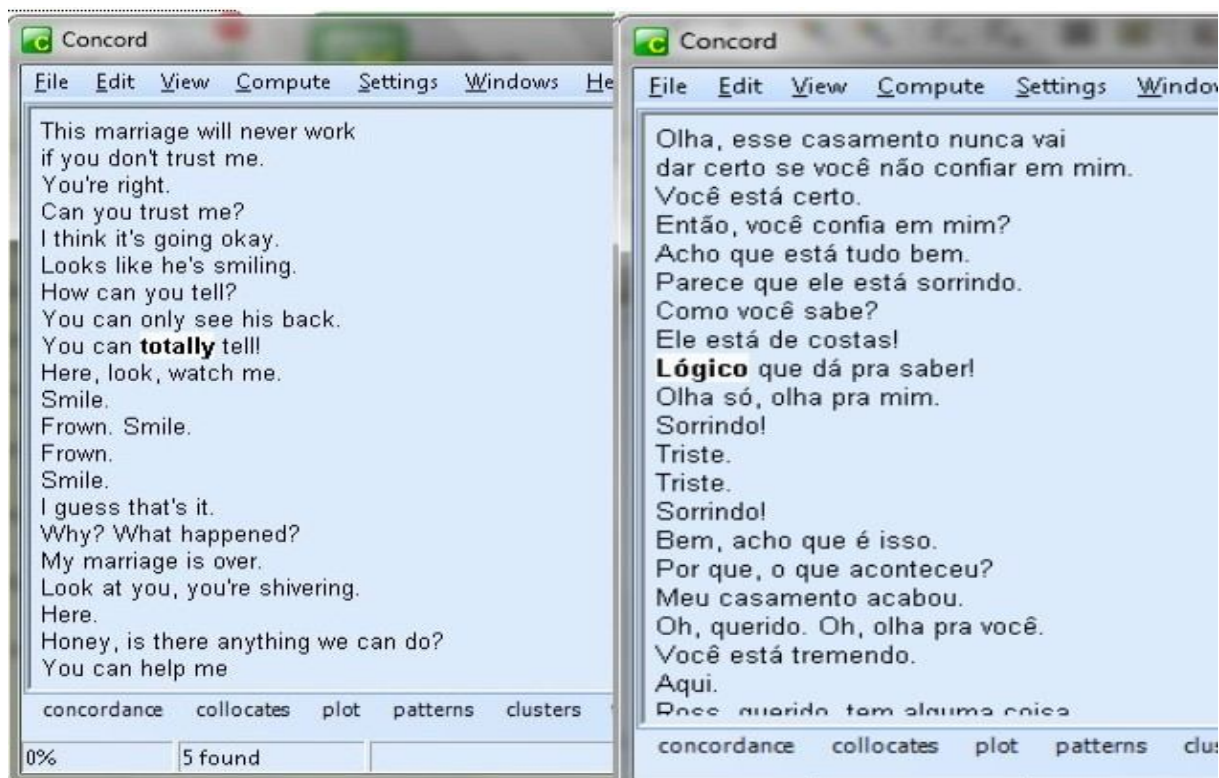 Concord
File Edit View Compute Settings Windows He
This marriage will never work
if you don't trust me.
You're right.
Can you trust me?
I think it's going okay.
Looks like he's smiling.
How can you tell?
You can only see his back.
You can totally tell!
Here, look, watch me.
Smile.
Frown. Smile.
Frown.
Smile.
I guess that's it.
Why? What happened?
My marriage is over.
Look at you, you're shivering.
Here.
Honey, is there anything we can do?
You can help me
concordance collocates plot patterns clusters
0% 5 found
Concord
File Edit View Compute Settings Window
Olha, esse casamento nunca vai
dar certo se você não confiar em mim.
Você está certo.
Então, você confia em mim?
Acho que está tudo bem.
Parece que ele está sorrindo.
Como você sabe?
Ele está de costas!
Lógico que dá pra saber!
Olha só, olha pra mim.
Sorrindo!
Triste.
Triste.
Sorrindo!
Bem, acho que é isso.
Por que, o que aconteceu?
Meu casamento acabou.
Oh, querido. Oh, olha pra você.
Você está tremendo.
Aqui.
Ross, querido, tem alguma coisa
concordance collocates plot patterns clus